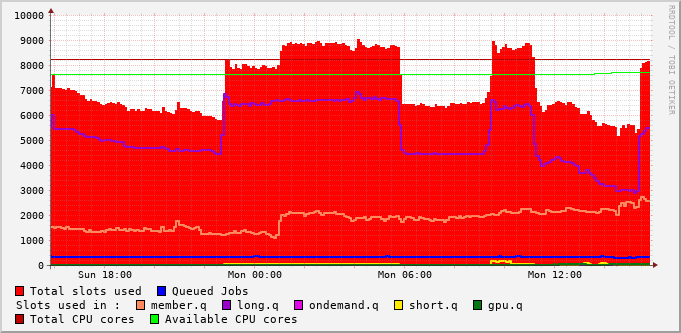 10000
9000
8000
7000
6000
5000
4000
3000
2000
1000
0
Sun 18:00 Mon 00:00 Mon 06:00 Mon 12:00
RRDTOOL / TOBI OETIKER
Total slots used Queued Jobs
Slots used in : member.q long.q ondemand.q short.q gpu.q
Total CPU cores Available CPU cores